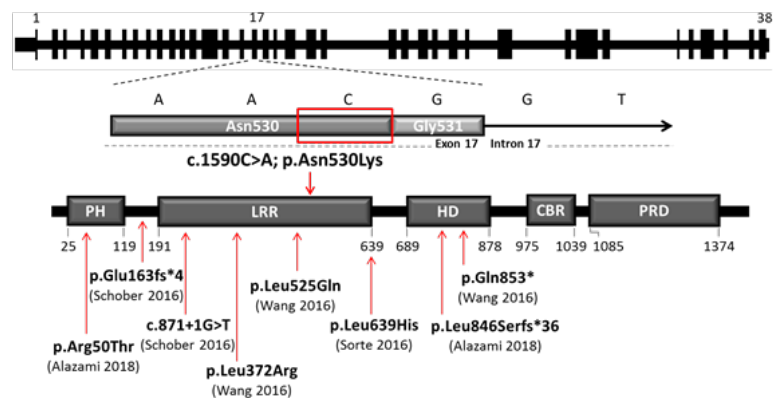 1 17 38
A A C G G T
Asn530 Gly531
Exon 17 Intron 17
c.1590C>A; p.Asn530Lys
PH LRR HD CBR PRD
25 119 191 639 689 878 975 1039 1085 1374
p.Glu163fs*4
(Schober 2016)
p.Leu525Gln
(Wang 2016)
p.Gln853*
(Wang 2016)
p.Arg50Thr
(Alazami 2018)
c.871+1G>T
(Schober 2016)
p.Leu372Arg
(Wang 2016)
p.Leu639His
(Sorte 2016)
p.Leu846Serfs*36
(Alazami 2018)